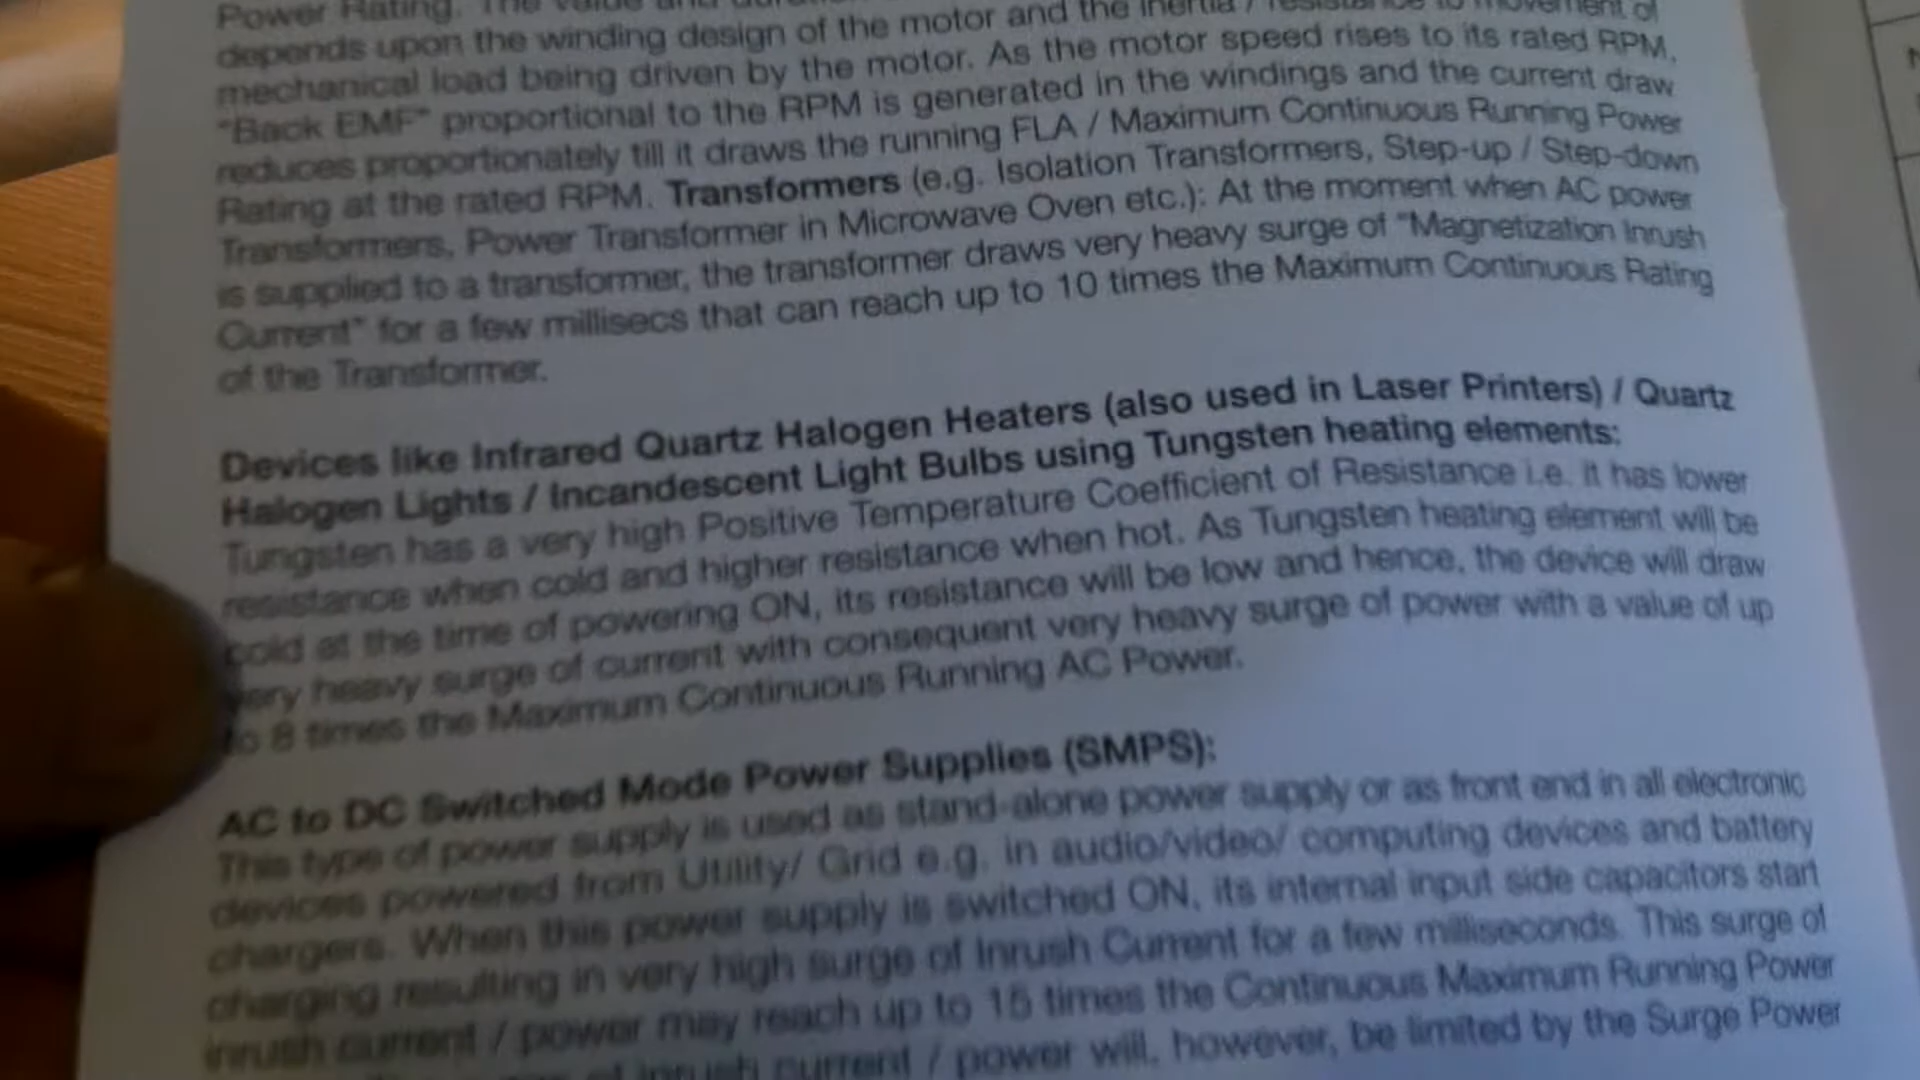 Power Rating. The value and
depends upon the winding design of the motor and the inertia / resistance to movement of
mechanical load being driven by the motor. As the motor speed rises to its rated RPM,
"Back EMF" proportional to the RPM is generated in the windings and the current draw
reduces proportionately till it draws the running FLA / Maximum Continuous Running Power
Rating at the rated RPM. Transformers (e.g. Isolation Transformers, Step-up / Step-down
Transformers, Power Transformer in Microwave Oven etc.): At the moment when AC power
is supplied to a transformer, the transformer draws very heavy surge of "Magnetization Inrush
Current" for a few millisecs that can reach up to 10 times the Maximum Continuous Rating
of the Transformer.
Devices like Infrared Quartz Halogen Heaters (also used in Laser Printers) / Quartz
Halogen Lights / Incandescent Light Bulbs using Tungsten heating elements:
Tungsten has a very high Positive Temperature Coefficient of Resistance i.e. it has lower
resistance when cold and higher resistance when hot. As Tungsten heating element will be
cold at the time of powering ON, its resistance will be low and hence, the device will draw
very heavy surge of current with consequent very heavy surge of power with a value of up
to 8 times the Maximum Continuous Running AC Power.
AC to DC Switched Mode Power Supplies (SMPS):
This type of power supply is used as stand-alone power supply or as front end in all electronic
devices powered from Utility/ Grid e.g. in audio/video/ computing devices and battery
chargers. When this power supply is switched ON, its internal input side capacitors start
charging resulting in very high surge of Inrush Current for a few milliseconds. This surge of
inrush current / power may reach up to 15 times the Continuous Maximum Running Power
of inrush current / power will, however, be limited by the Surge Power